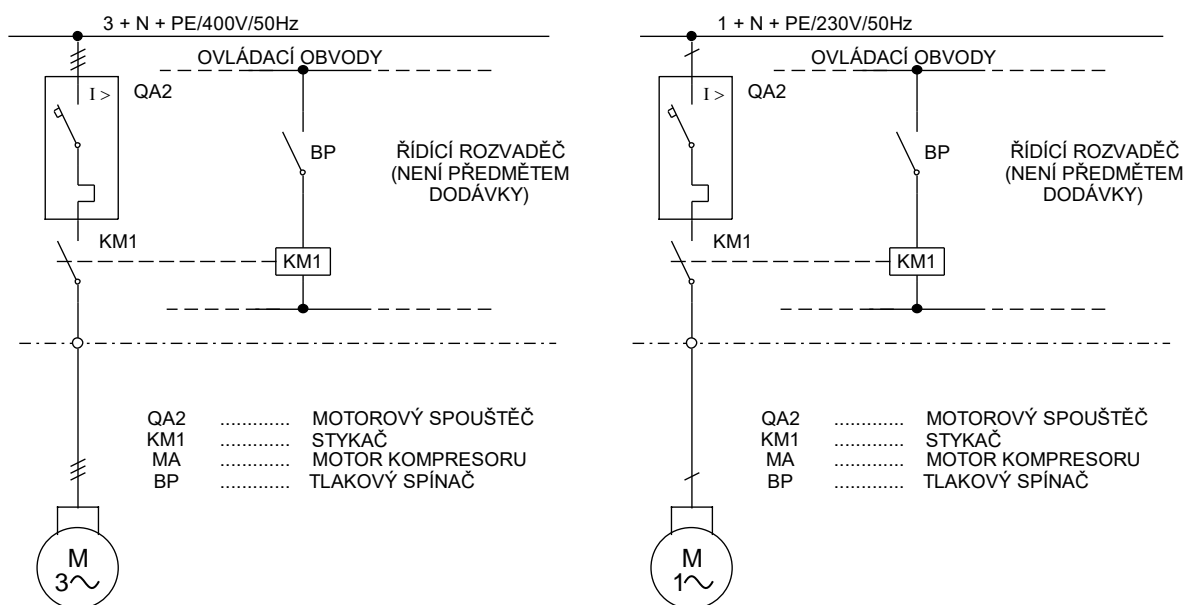 3 + N + PE/400V/50Hz
OVLÁDACÍ OBVODY
I >
QA2
BP
ŘÍDÍCÍ ROZVADĚČ
(NENÍ PŘEDMĚTEM
DODÁVKY)
KM1
KM1
QA2 ............. MOTOROVÝ SPOUŠTĚČ
KM1 ............. STYKAČ
MA ............. MOTOR KOMPRESORU
BP ............. TLAKOVÝ SPÍNAČ
M
3~
1 + N + PE/230V/50Hz
OVLÁDACÍ OBVODY
I >
QA2
BP
ŘÍDÍCÍ ROZVADĚČ
(NENÍ PŘEDMĚTEM
DODÁVKY)
KM1
KM1
QA2 ............. MOTOROVÝ SPOUŠTĚČ
KM1 ............. STYKAČ
MA ............. MOTOR KOMPRESORU
BP ............. TLAKOVÝ SPÍNAČ
M
1~